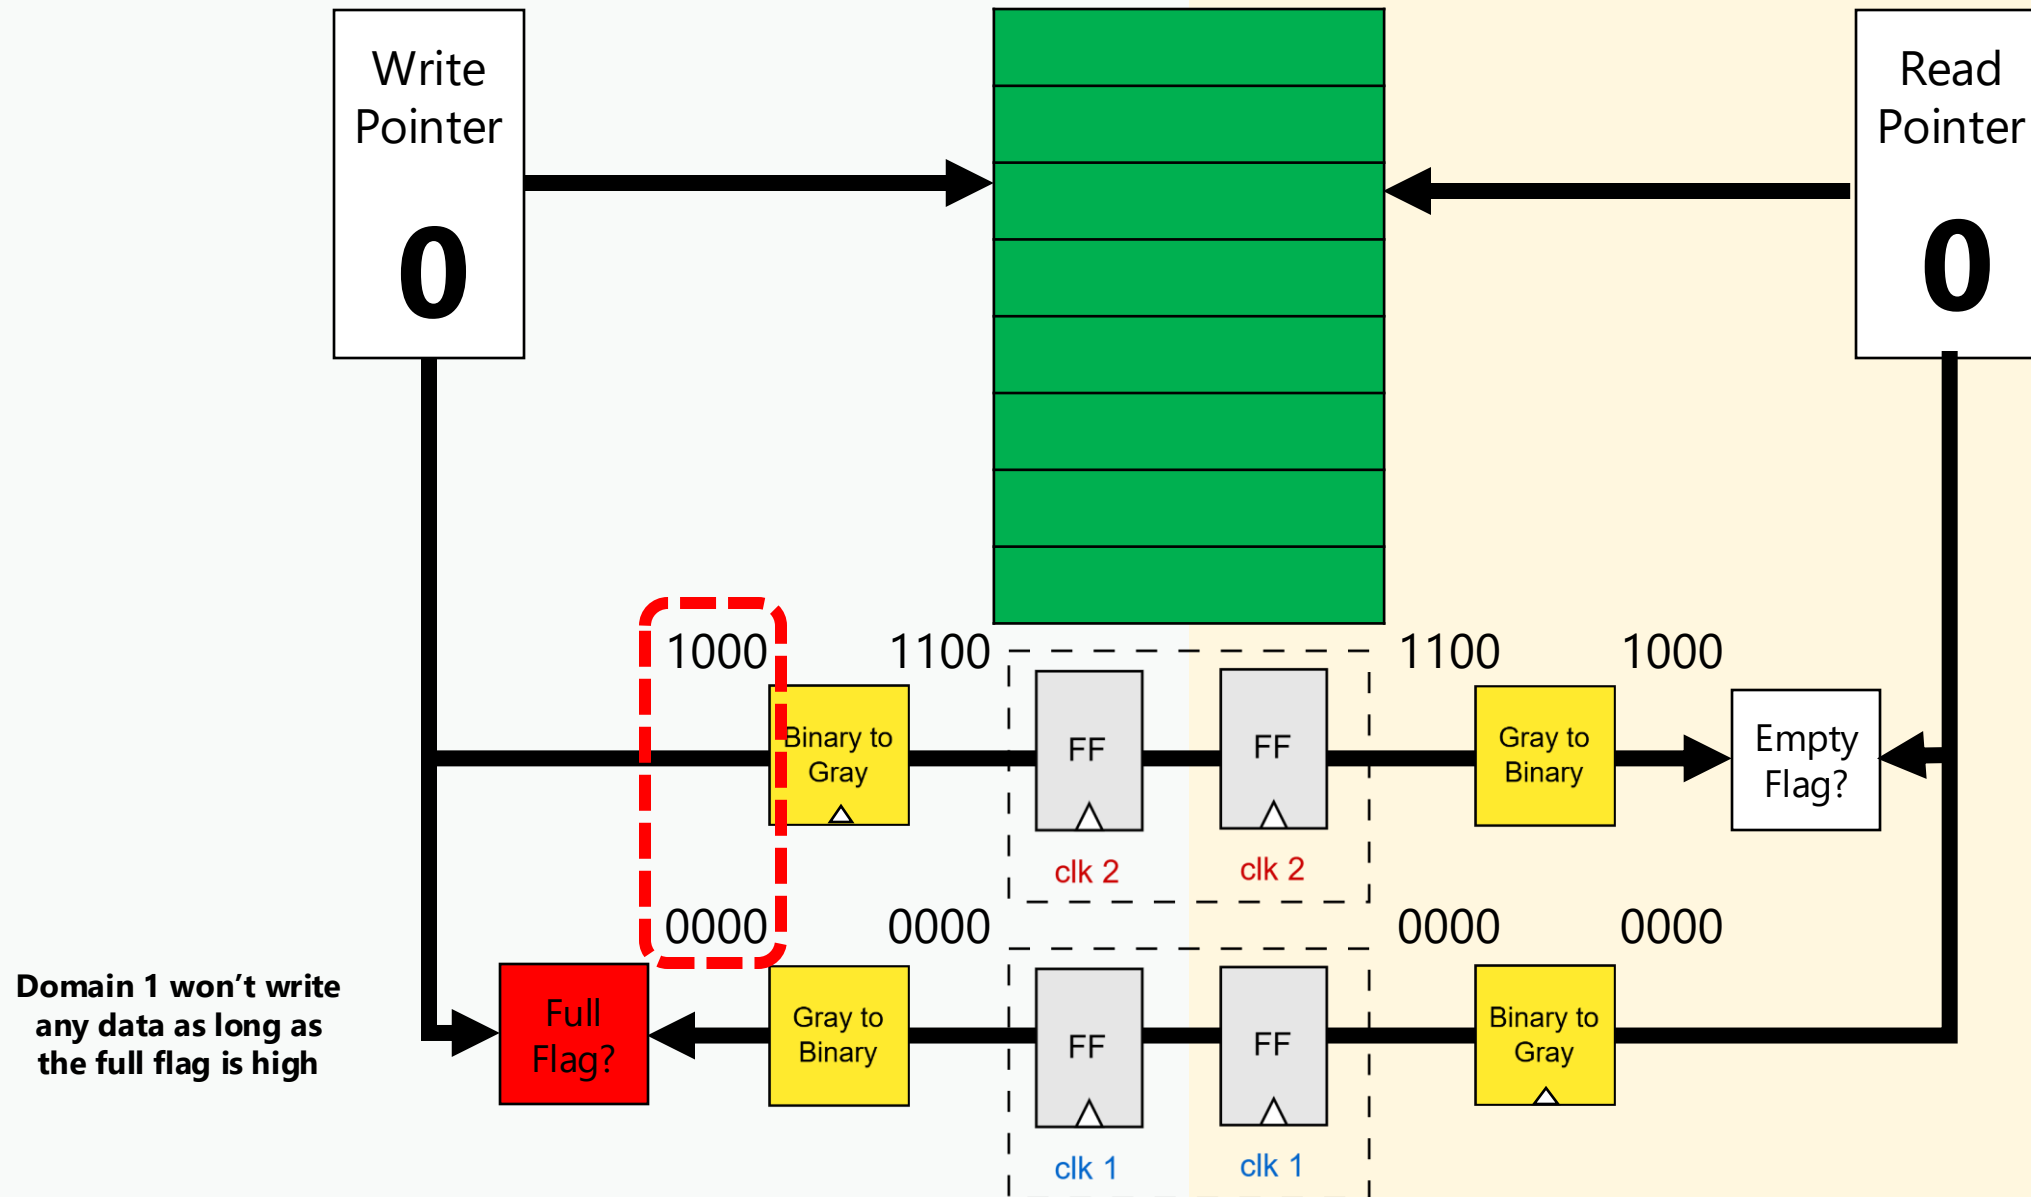 Write
Pointer
0
Read
Pointer
0
1000
1100
1100
1000
Binary to
Gray
FF
FF
Gray to
Binary
Empty
Flag?
clk 2
clk 2
0000
0000
0000
0000
Domain 1 won’t write
any data as long as
the full flag is high
Full
Flag?
Gray to
Binary
FF
FF
Binary to
Gray
clk 1
clk 1